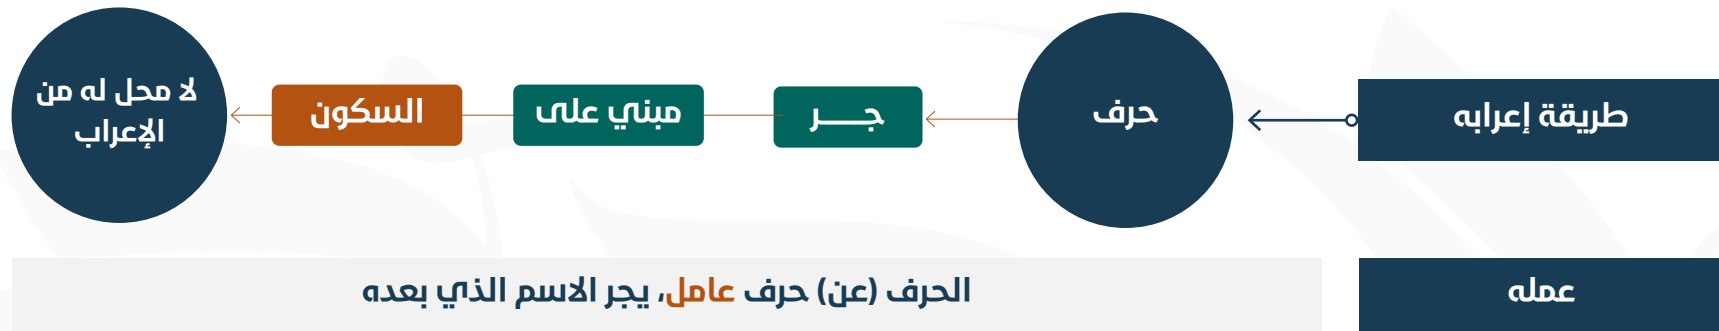 طريقة إعرابه
حرف
جــــر
مبني على
السكون
لا محل له من
الإعراب
عمله
الحرف (عن) حرف عامل، يجر الاسم الذي بعده